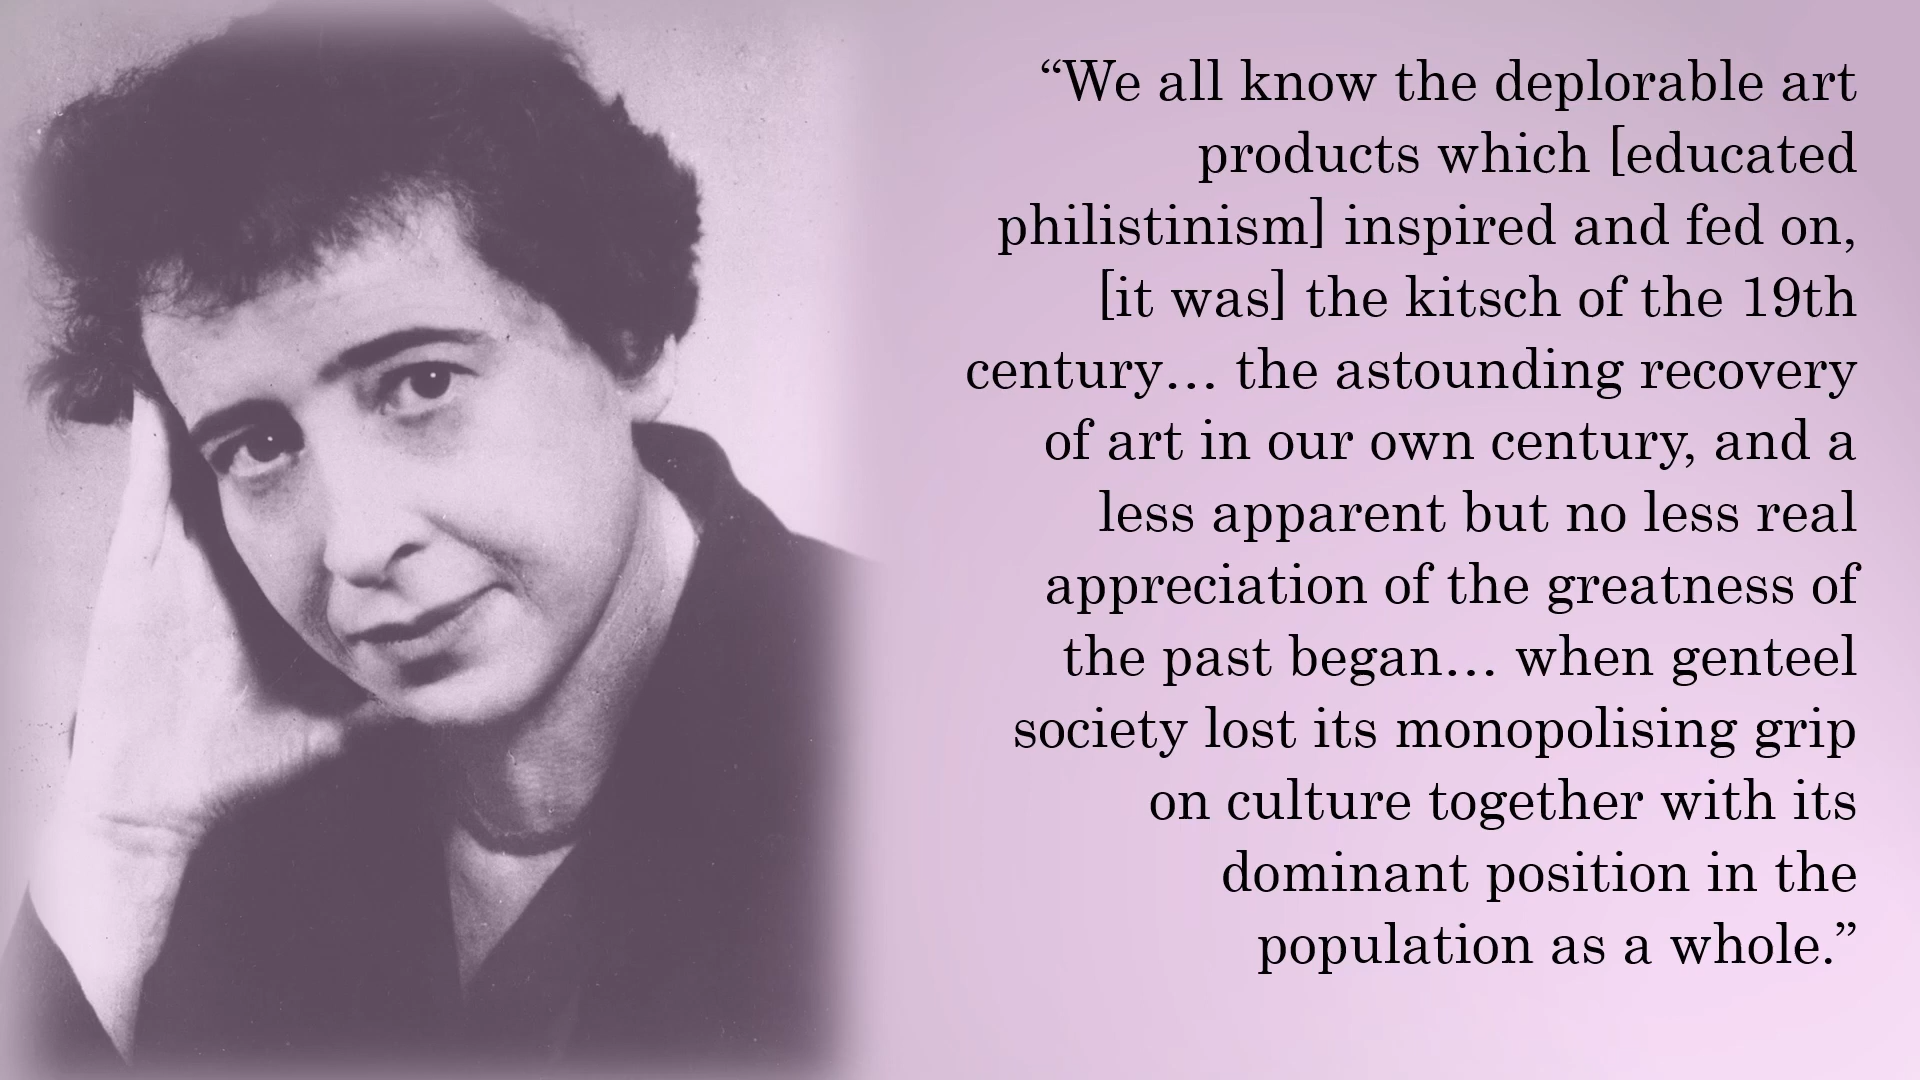 “We all know the deplorable art
products which [educated
philistinism] inspired and fed on,
[it was] the kitsch of the 19th
century… the astounding recovery
of art in our own century, and a
less apparent but no less real
appreciation of the greatness of
the past began… when genteel
society lost its monopolising grip
on culture together with its
dominant position in the
population as a whole.”